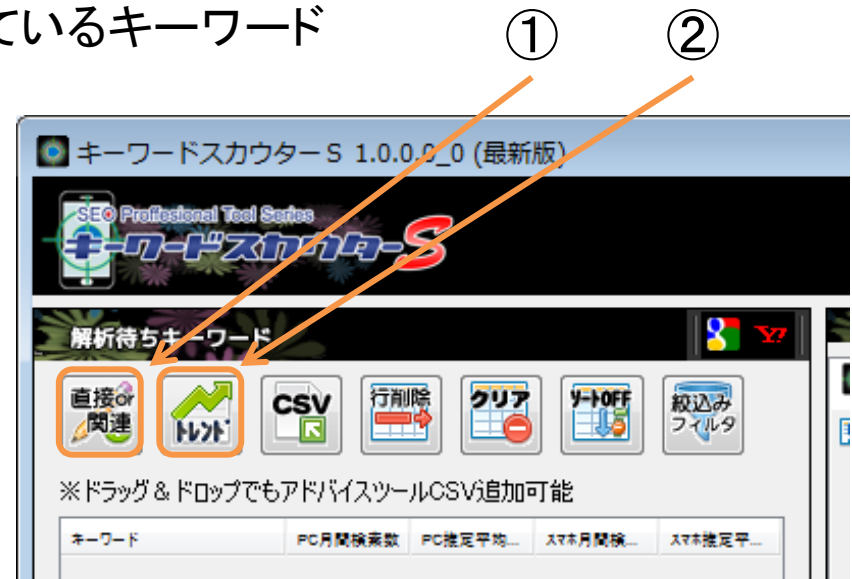 ているキーワード
① ②
キーワードスカウターS 1.0.0.0_0 (最新版)
SEO Proffesional Tool Series
キーワードスカウターS
解析待ちキーワード
直接or関連
トレンド
CSV
行削除
クリア
ソートOFF
絞込みフィルタ
※ドラッグ&ドロップでもアドバイスツールCSV追加可能
キーワード PC月間検索数 PC推定平均... スマホ月間検... スマホ推定平...